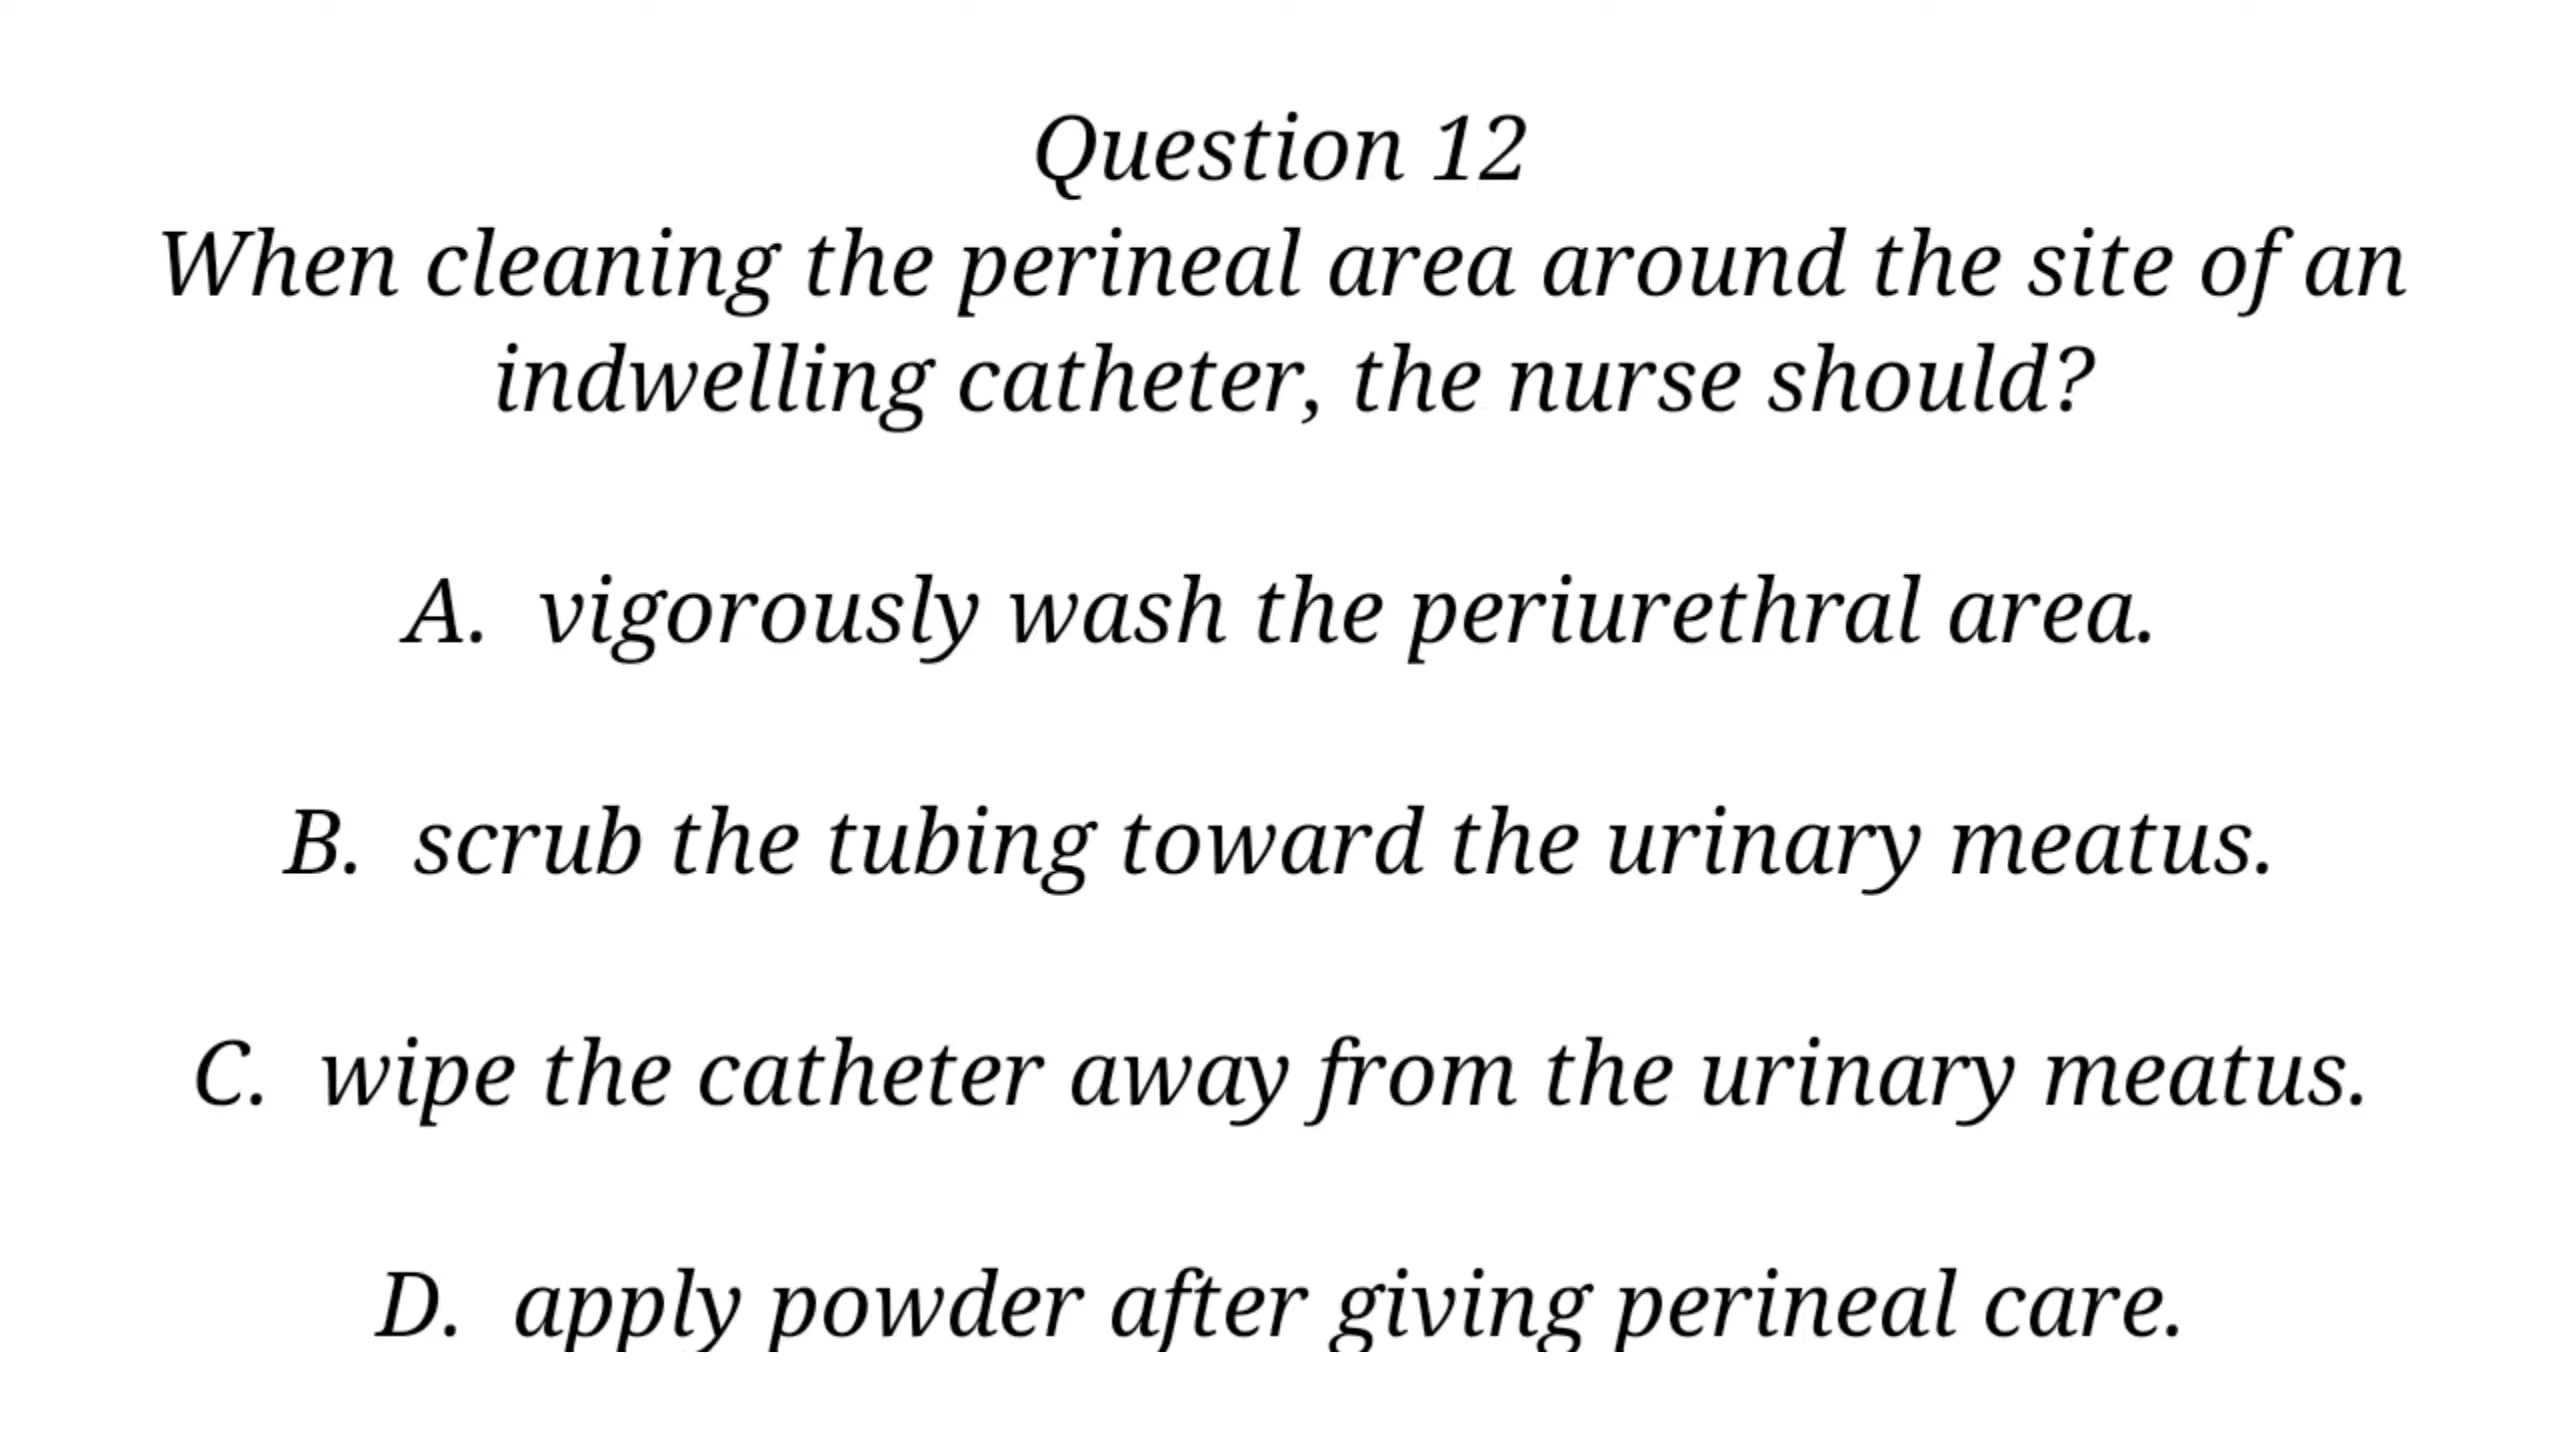 Question 12
When cleaning the perineal area around the site of an
indwelling catheter, the nurse should?
A. vigorously wash the periurethral area.
B. scrub the tubing toward the urinary meatus.
C. wipe the catheter away from the urinary meatus.
D. apply powder after giving perineal care.